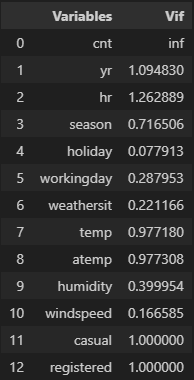 Variables Vif
0 cnt inf
1 yr 1.094830
2 hr 1.262889
3 season 0.716506
4 holiday 0.077913
5 workingday 0.287953
6 weathersit 0.221166
7 temp 0.977180
8 atemp 0.977308
9 humidity 0.399954
10 windspeed 0.166585
11 casual 1.000000
12 registered 1.000000